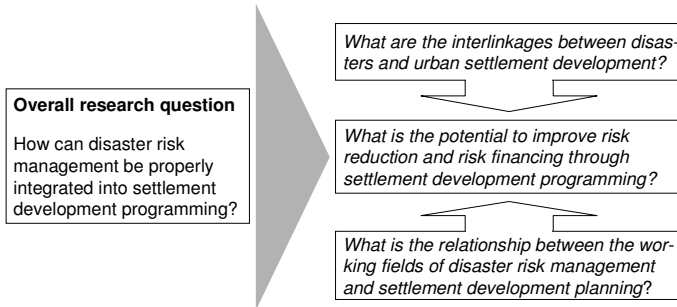 Overall research question
How can disaster risk
management be properly
integrated into settlement
development programming?
What are the interlinkages between disas-
ters and urban settlement development?
What is the potential to improve risk
reduction and risk financing through
settlement development programming?
What is the relationship between the wor-
king fields of disaster risk management
and settlement development planning?